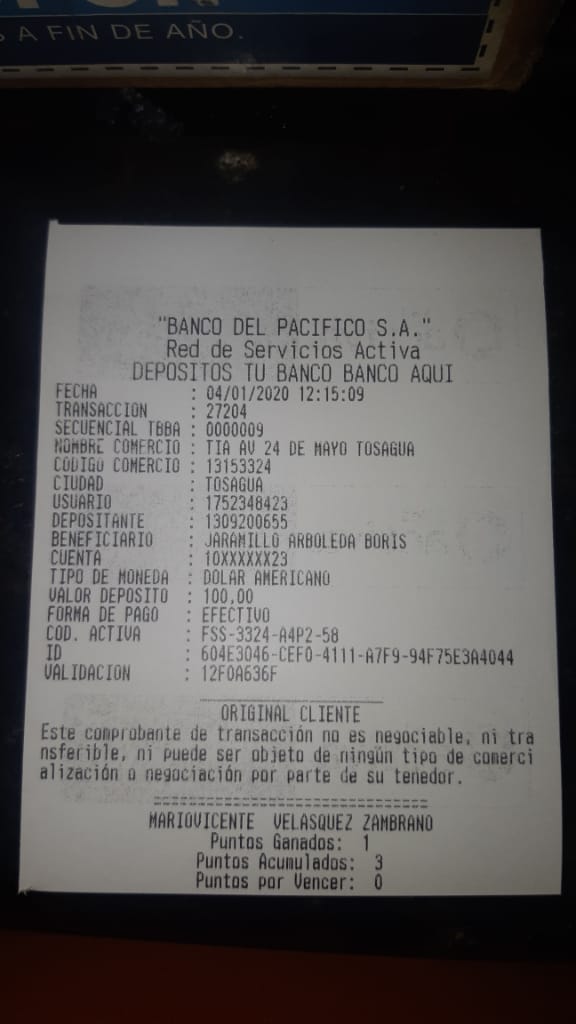 A FIN DE AÑO.
"BANCO DEL PACIFICO S.A."
Red de Servicios Activa
DEPOSITOS TU BANCO BANCO AQUI
FECHA : 04/01/2020 12:15:09
TRANSACCION : 27204
SECUENCIAL TBBA : 0000009
NOMBRE COMERCIO : TIA AV 24 DE MAYO TOSAGUA
CODIGO COMERCIO : 13153324
CIUDAD : TOSAGUA
USUARIO : 1752348423
DEPOSITANTE : 1309200655
BENEFICIARIO : JARAMILLO ARBOLEDA BORIS
CUENTA : 10XXXXXX23
TIPO DE MONEDA : DOLAR AMERICANO
VALOR DEPOSITO : 100,00
FORMA DE PAGO : EFECTIVO
COD. ACTIVA : FSS-3324-A4P2-58
ID : 604E3046-CEF0-4111-A7F9-94F75E3A4044
VALIDACION : 12F0A636F
ORIGINAL CLIENTE
Este comprobante de transacción no es negociable, ni tra
nsferible, ni puede ser objeto de ningún tipo de comerci
alización o negociación por parte de su tenedor.
==============================
MARIOVICENTE VELASQUEZ ZAMBRANO
Puntos Ganados: 1
Puntos Acumulados: 3
Puntos por Vencer: 0